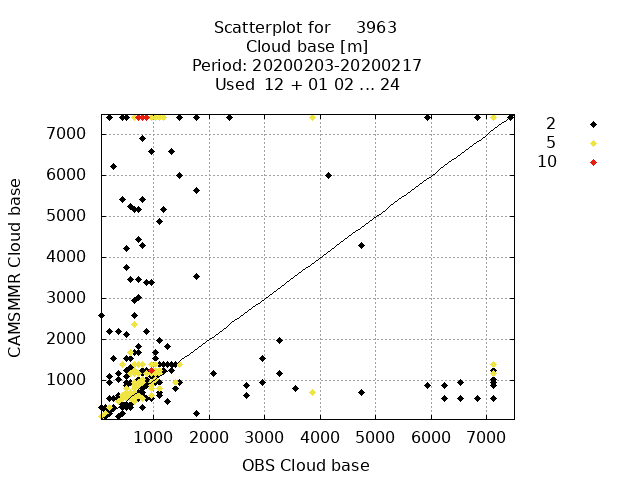 Scatterplot for 3963
Cloud base [m]
Period: 20200203-20200217
Used 12 + 01 02 ... 24
2
5
10
7000
6000
5000
4000
3000
2000
1000
CAMSMMR Cloud base
1000 2000 3000 4000 5000 6000 7000
OBS Cloud base